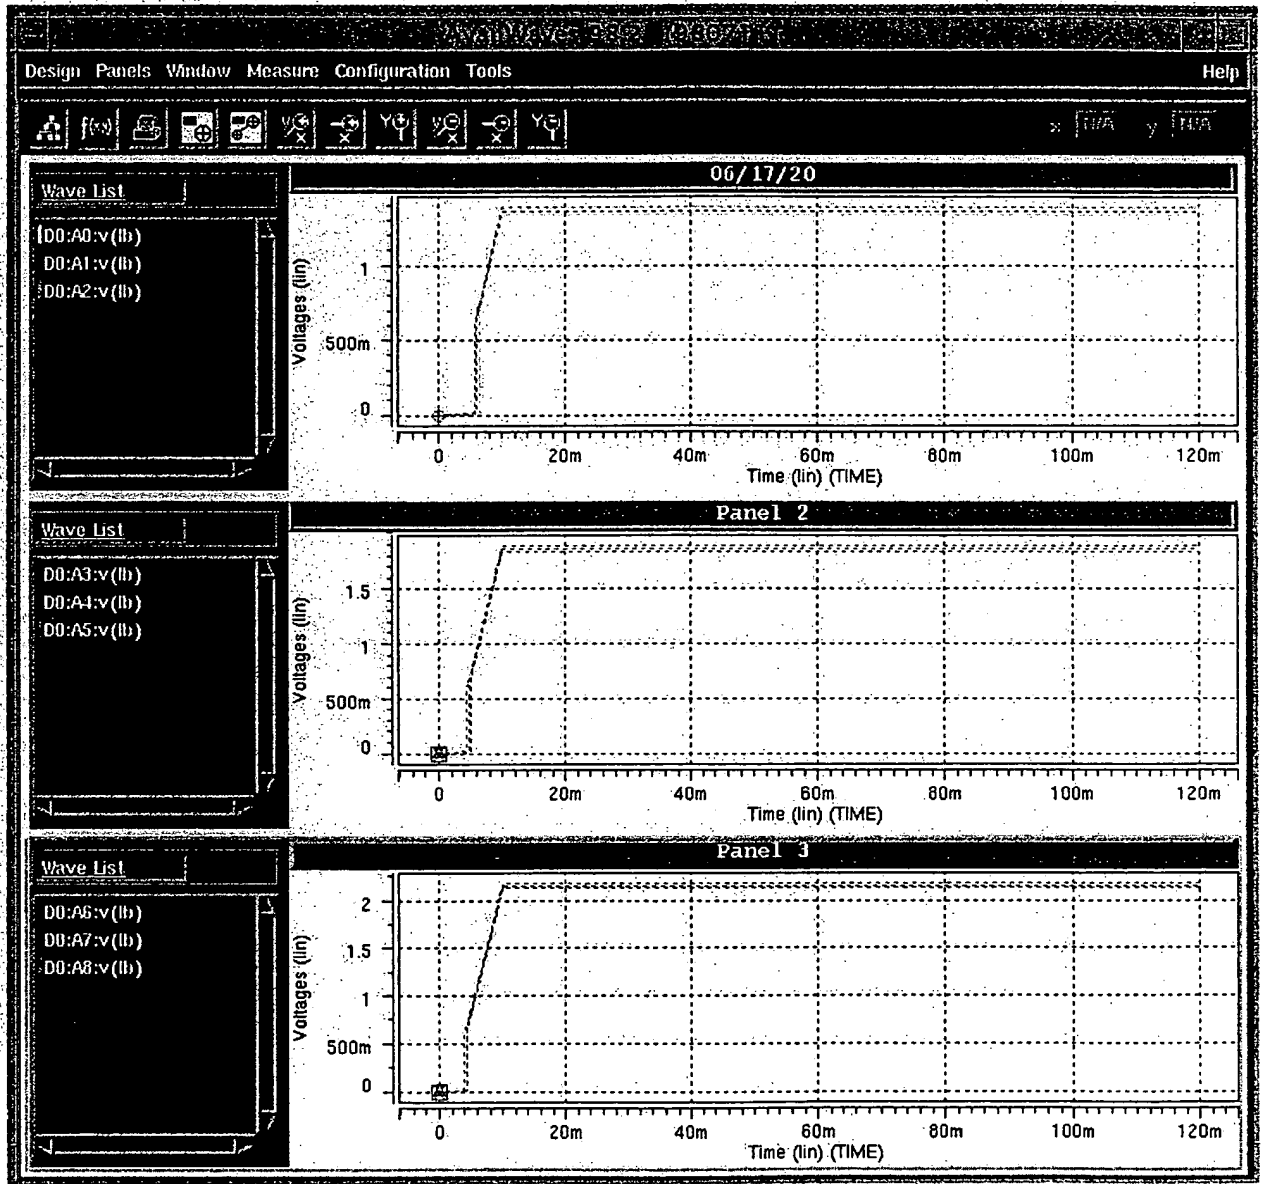 Design Panels Window Measure Configuration Tools Help
f(x)
x N/A y N/A
Wave List
D0:A0:v(lb)
D0:A1:v(lb)
D0:A2:v(lb)
06/17/20
Voltages (lin)
1
500m
0
0 20m 40m 60m 80m 100m 120m
Time (lin) (TIME)
Wave List
D0:A3:v(lb)
D0:A4:v(lb)
D0:A5:v(lb)
Panel 2
Voltages (lin)
1.5
1
500m
0
0 20m 40m 60m 80m 100m 120m
Time (lin) (TIME)
Wave List
D0:A6:v(lb)
D0:A7:v(lb)
D0:A8:v(lb)
Panel 3
Voltages (lin)
2
1.5
1
500m
0
0 20m 40m 60m 80m 100m 120m
Time (lin) (TIME)